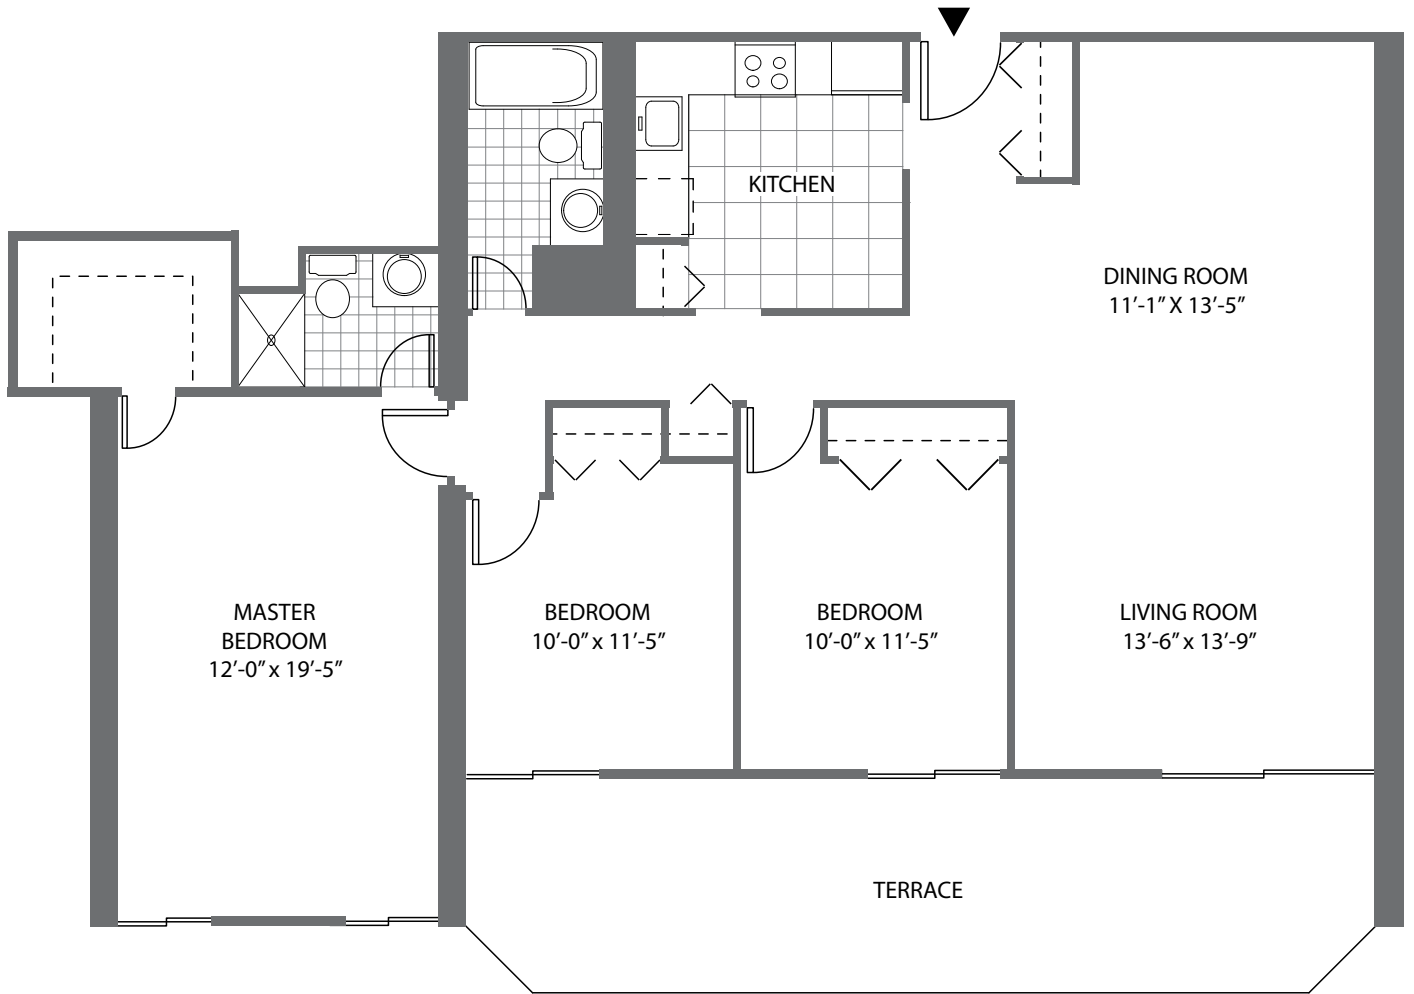 KITCHEN
DINING ROOM
11’-1” X 13’-5”
MASTER
BEDROOM
12’-0” x 19’-5”
BEDROOM
10’-0” x 11’-5”
BEDROOM
10’-0” x 11’-5”
LIVING ROOM
13’-6” x 13’-9”
TERRACE